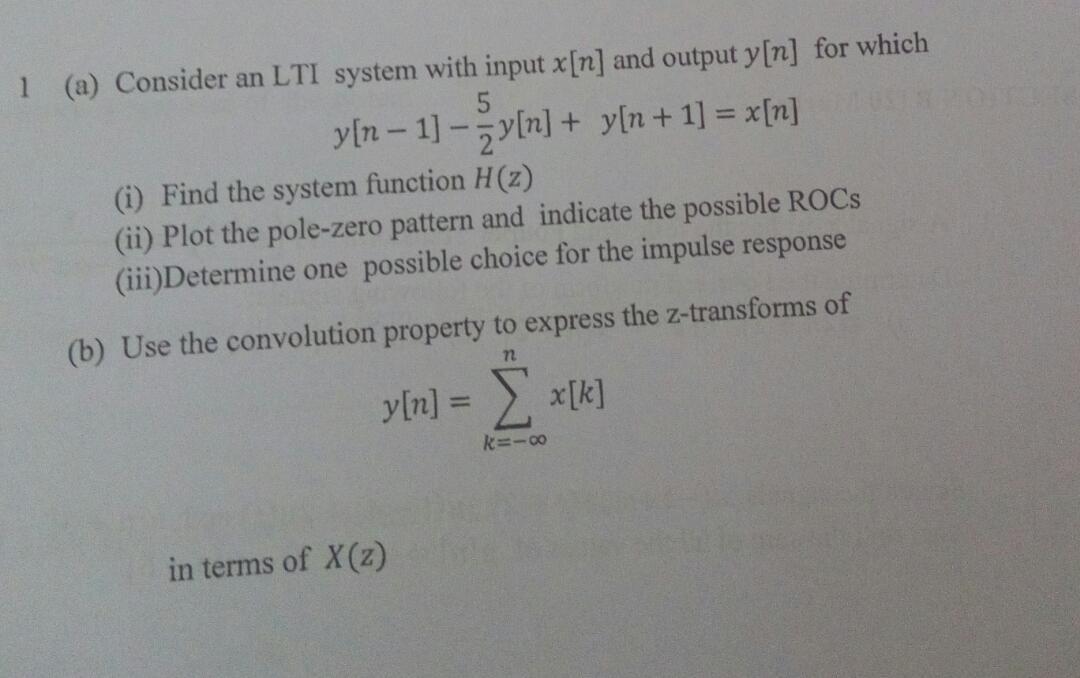 1 (a) Consider an LTI system with input x[n] and output y[n] for which
y[n − 1] − 5/2 y[n] + y[n + 1] = x[n]
(i) Find the system function H(z)
(ii) Plot the pole-zero pattern and indicate the possible ROCs
(iii)Determine one possible choice for the impulse response
(b) Use the convolution property to express the z-transforms of
y[n] = ∑_{k=−∞}^{n} x[k]
in terms of X(z)